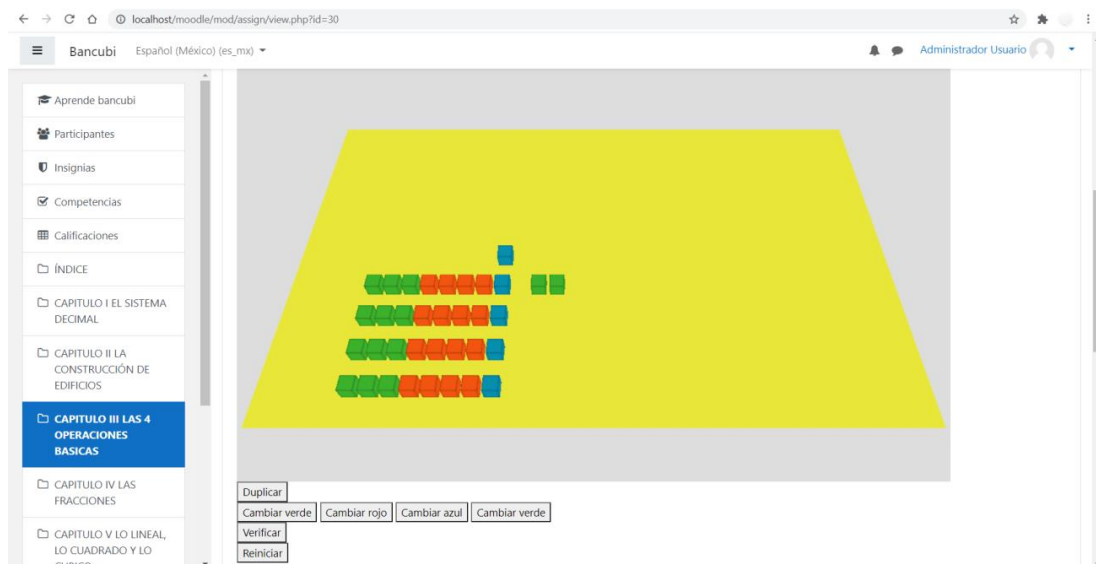 localhost/moodle/mod/assign/view.php?id=30
Bancubi Español (México) (es_mx) Administrador Usuario
Aprende bancubi
Participantes
Insignias
Competencias
Calificaciones
ÍNDICE
CAPITULO I EL SISTEMA
DECIMAL
CAPITULO II LA
CONSTRUCCIÓN DE
EDIFICIOS
CAPITULO III LAS 4
OPERACIONES
BASICAS
CAPITULO IV LAS
FRACCIONES
CAPITULO V LO LINEAL,
LO CUADRADO Y LO
Duplicar
Cambiar verde Cambiar rojo Cambiar azul Cambiar verde
Verificar
Reiniciar